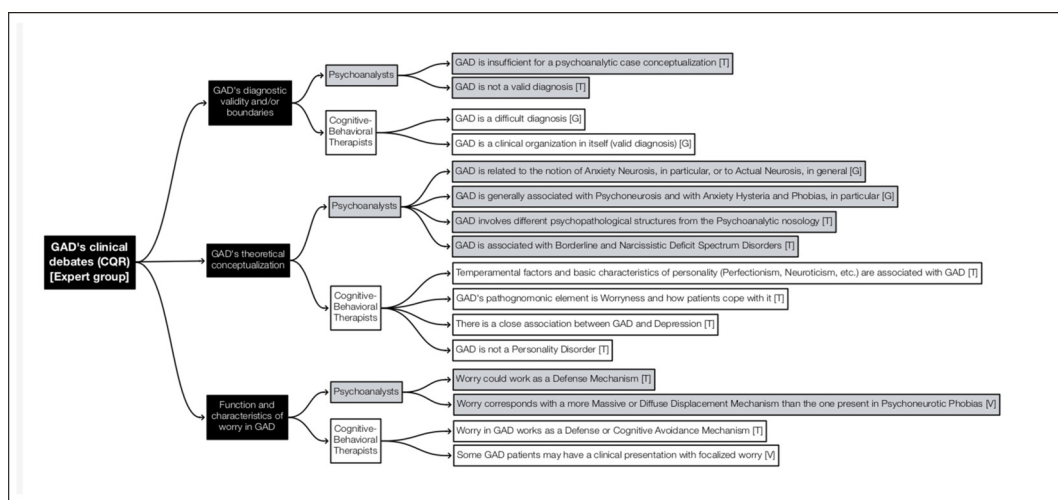 GAD's clinical
debates (CQR)
[Expert group]
GAD's diagnostic
validity and/or
boundaries
Psychoanalysts
GAD is insufficient for a psychoanalytic case conceptualization [T]
GAD is not a valid diagnosis [T]
Cognitive-
Behavioral
Therapists
GAD is a difficult diagnosis [G]
GAD is a clinical organization in itself (valid diagnosis) [G]
GAD's theoretical
conceptualization
Psychoanalysts
GAD is related to the notion of Anxiety Neurosis, in particular, or to Actual Neurosis, in general [G]
GAD is generally associated with Psychoneurosis and with Anxiety Hysteria and Phobias, in particular [G]
GAD involves different psychopathological structures from the Psychoanalytic nosology [T]
GAD is associated with Borderline and Narcissistic Deficit Spectrum Disorders [T]
Cognitive-
Behavioral
Therapists
Temperamental factors and basic characteristics of personality (Perfectionism, Neuroticism, etc.) are associated with GAD [T]
GAD's pathognomonic element is Worryness and how patients cope with it [T]
There is a close association between GAD and Depression [T]
GAD is not a Personality Disorder [T]
Function and
characteristics of
worry in GAD
Psychoanalysts
Worry could work as a Defense Mechanism [T]
Worry corresponds with a more Massive or Diffuse Displacement Mechanism than the one present in Psychoneurotic Phobias [V]
Cognitive-
Behavioral
Therapists
Worry in GAD works as a Defense or Cognitive Avoidance Mechanism [T]
Some GAD patients may have a clinical presentation with focalized worry [V]